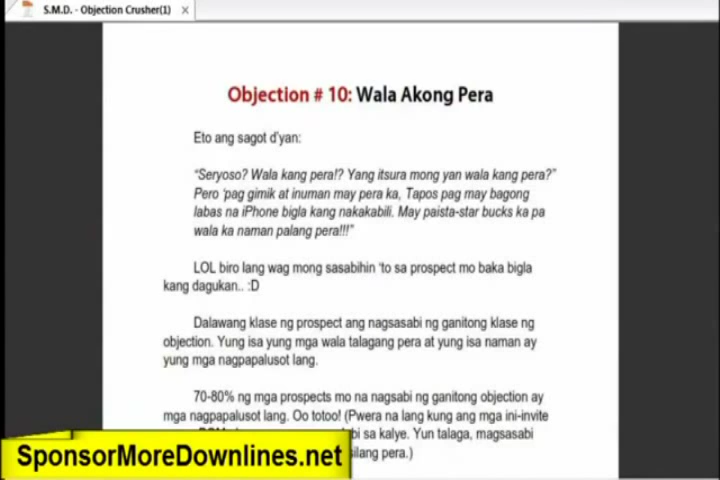 S.M.D. - Objection Crusher(1)
Objection # 10: Wala Akong Pera
Eto ang sagot d'yan:
"Seryoso? Wala kang pera!? Yang itsura mong yan wala kang pera?"
Pero 'pag gimik at inuman may pera ka, Tapos pag may bagong
labas na iPhone bigla kang nakakabili. May paista-star bucks ka pa
wala ka naman palang pera!!!"
LOL biro lang wag mong sasabihin 'to sa prospect mo baka bigla
kang dagukan.. :D
Dalawang klase ng prospect ang nagsasabi ng ganitong klase ng
objection. Yung isa yung mga wala talagang pera at yung isa naman ay
yung mga nagpapalusot lang.
70-80% ng mga prospects mo na nagsabi ng ganitong objection ay
mga nagpapalusot lang. Oo totoo! (Pwera na lang kung ang mga ini-invite
sa kalye. Yun talaga, magsasabi
silang pera.)
SponsorMoreDownlines.net